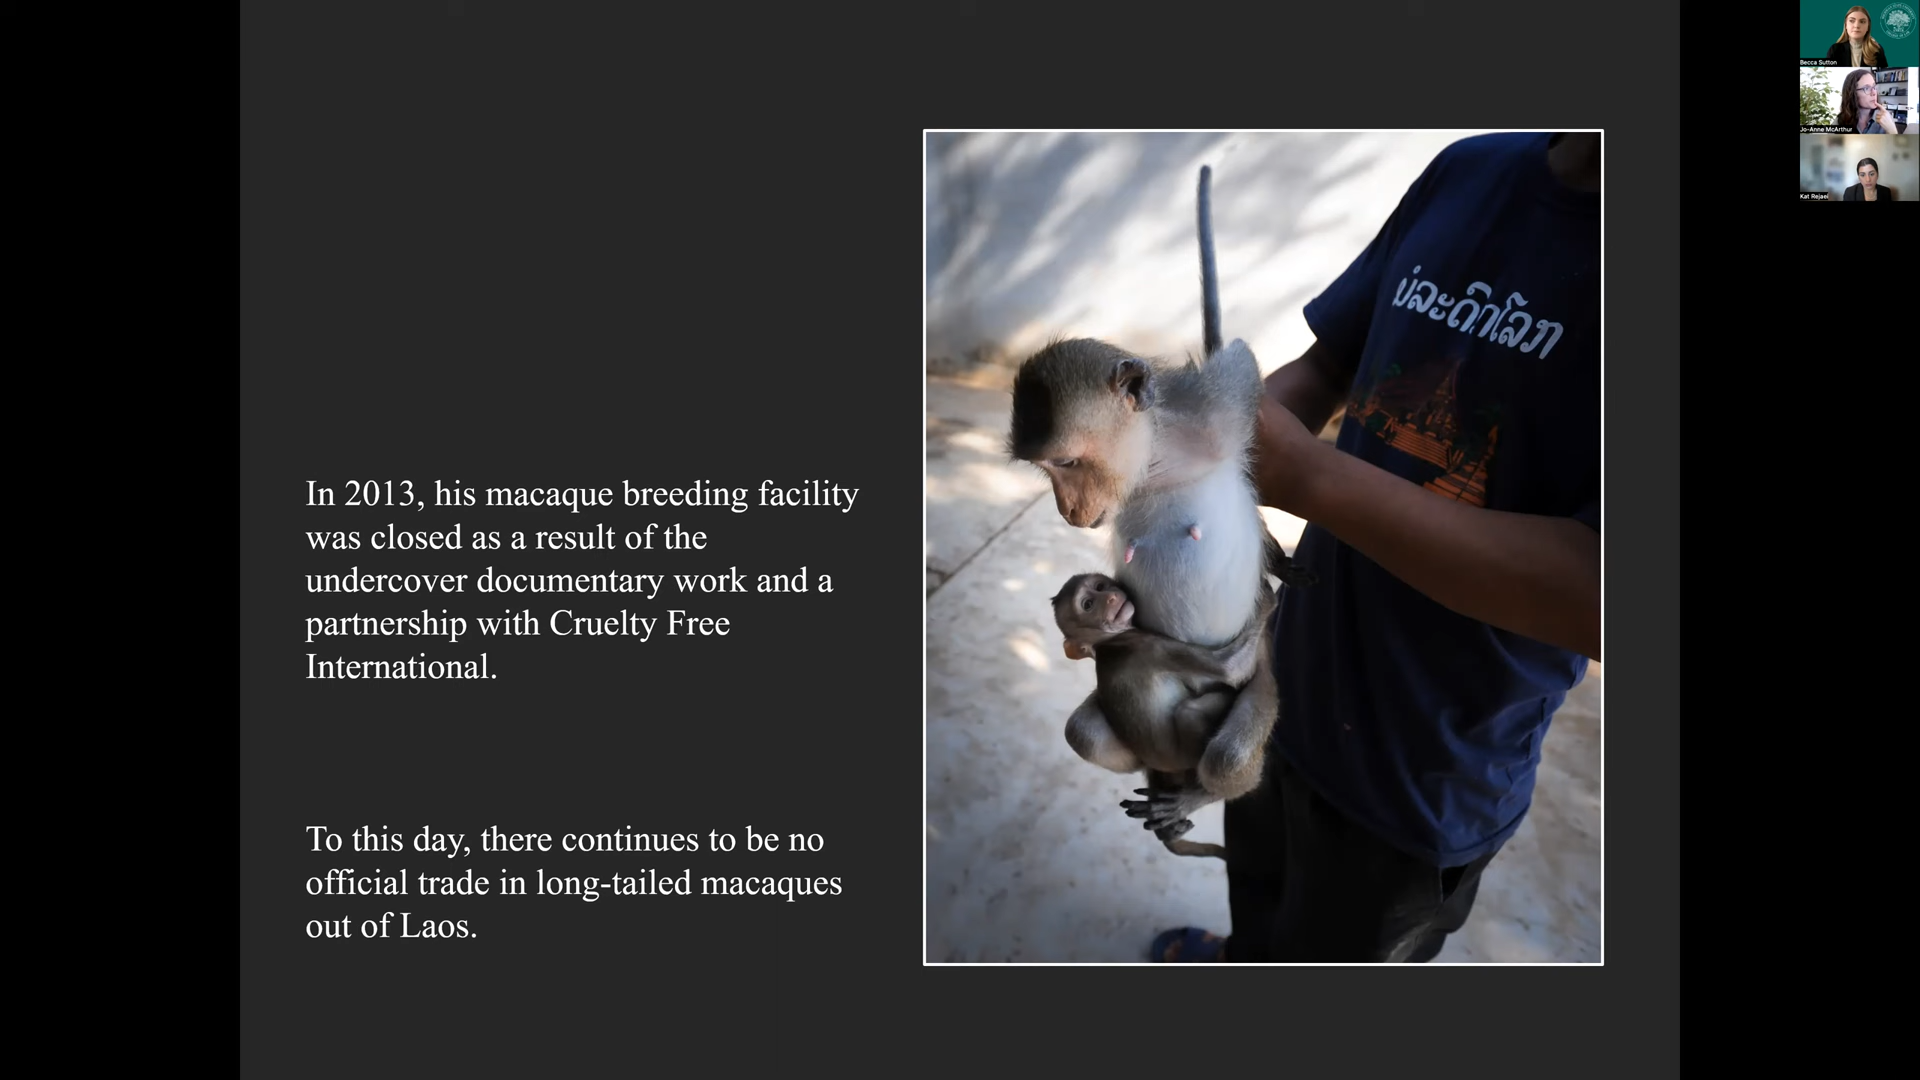 In 2013, his macaque breeding facility
was closed as a result of the
undercover documentary work and a
partnership with Cruelty Free
International.
To this day, there continues to be no
official trade in long-tailed macaques
out of Laos.
ມໍລະດົກໂລກ
Becca Sutton
Jo-Anne McArthur
Kat Rejaei